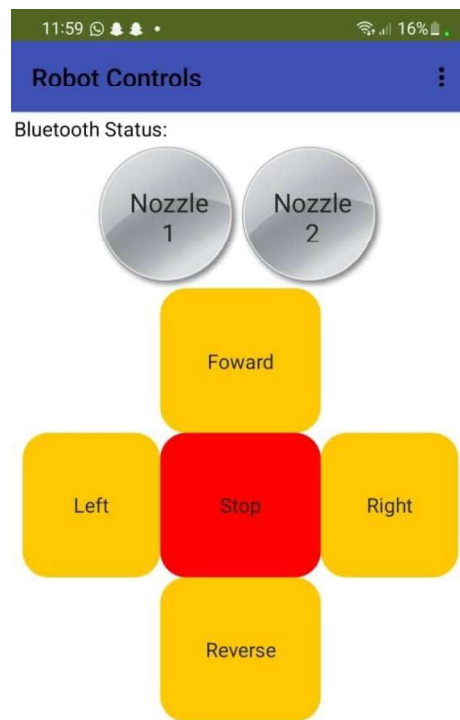 11:59
16%
Robot Controls
Bluetooth Status:
Nozzle
1
Nozzle
2
Foward
Left
Stop
Right
Reverse